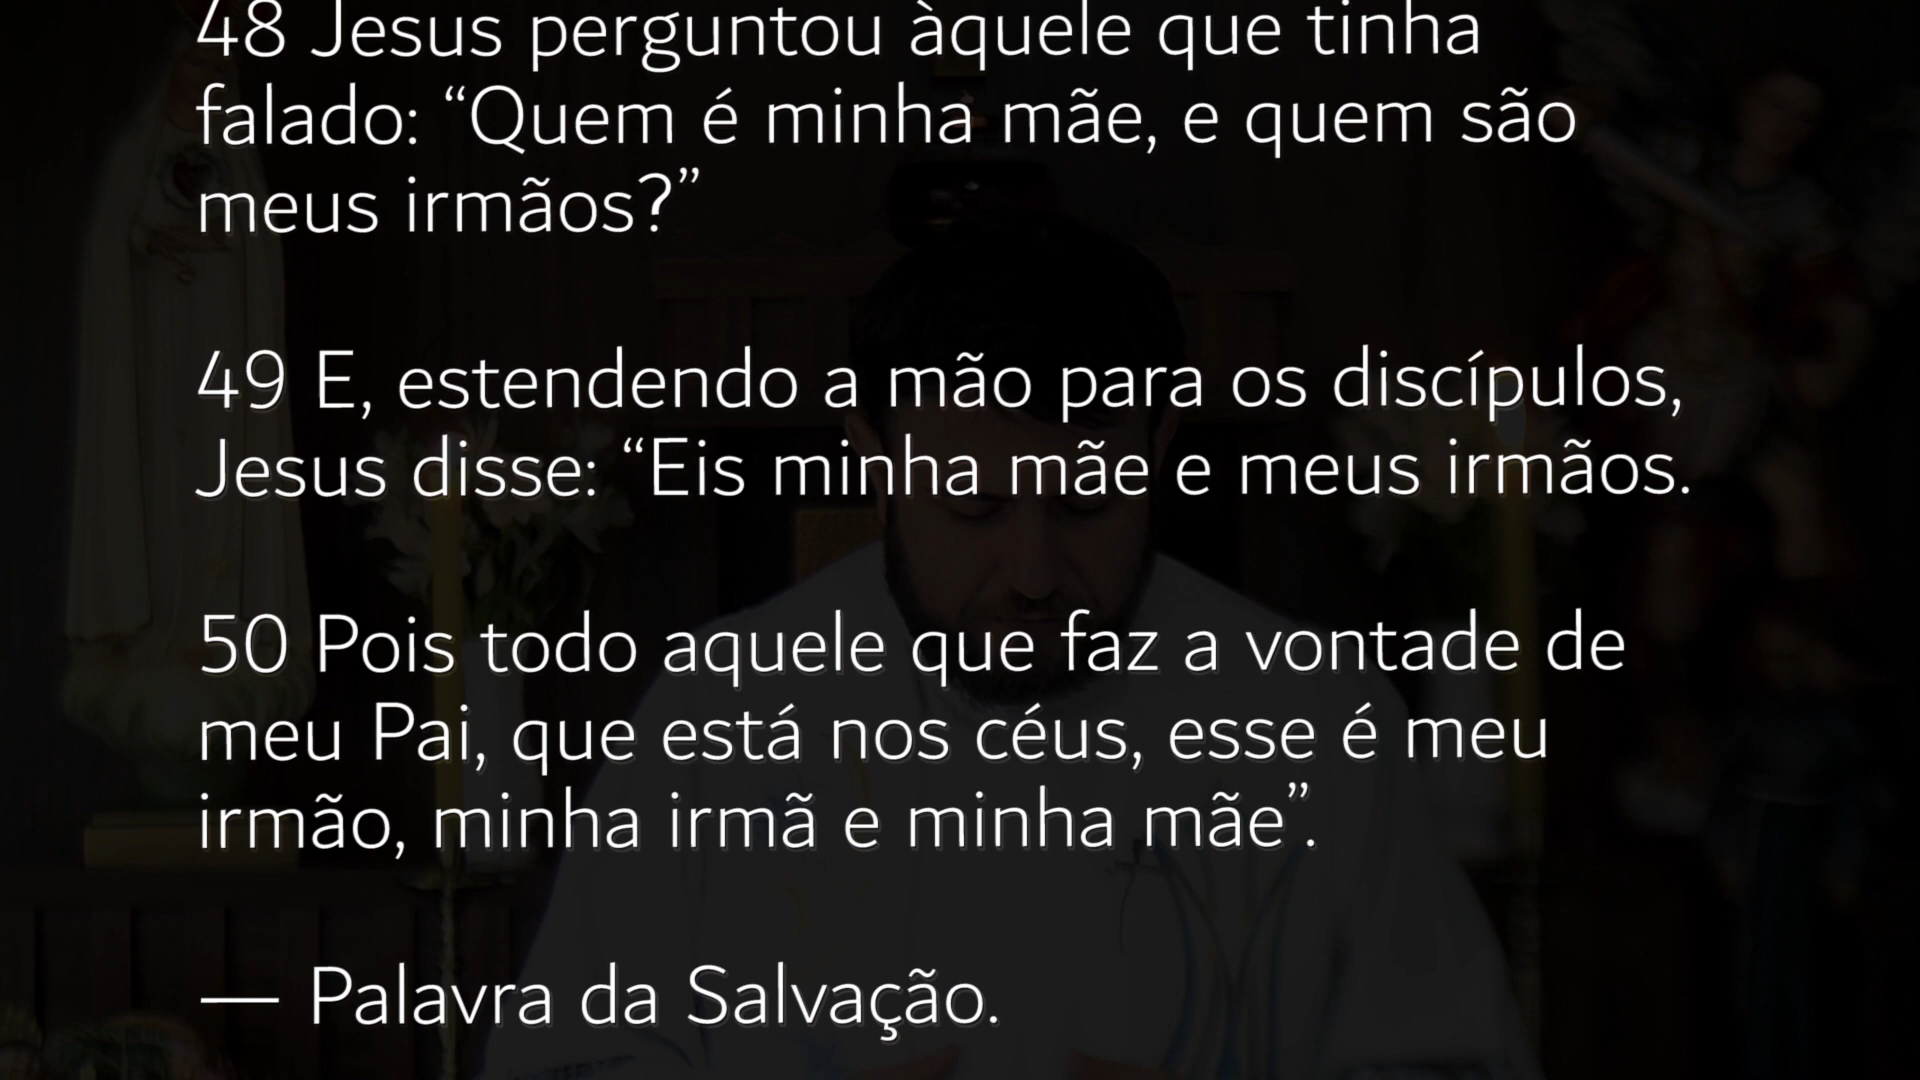 48 Jesus perguntou àquele que tinha
falado: “Quem é minha mãe, e quem são
meus irmãos?”
49 E, estendendo a mão para os discípulos,
Jesus disse: “Eis minha mãe e meus irmãos.
50 Pois todo aquele que faz a vontade de
meu Pai, que está nos céus, esse é meu
irmão, minha irmã e minha mãe”.
— Palavra da Salvação.